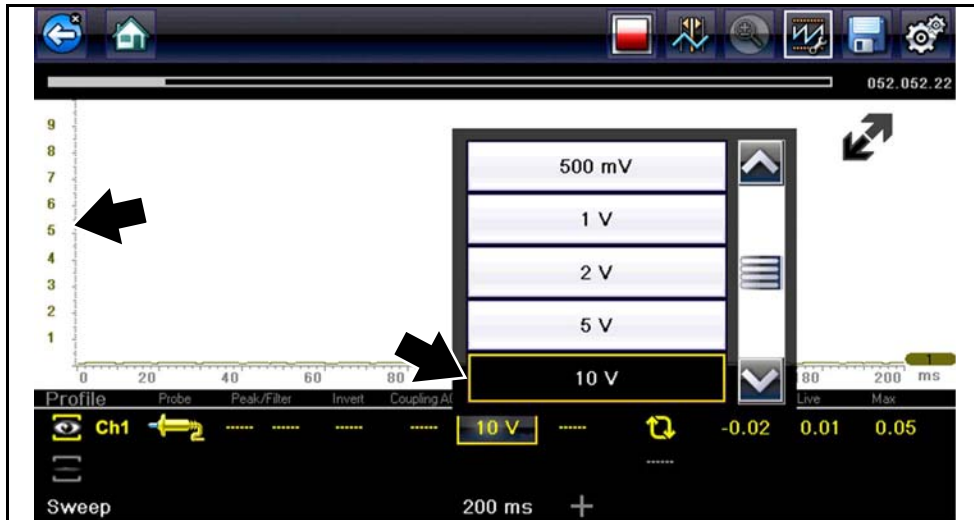 052.052.22
9
8
7
6
5
4
3
2
1
500 mV
1 V
2 V
5 V
10 V
0 20 40 60 80 80 200 ms
1
Profile Probe Peak/Filter Invert Coupling A Live Max
Ch1 2 ------ ------ ------ ------ 10 V ------ -0.02 0.01 0.05
------
Sweep 200 ms +